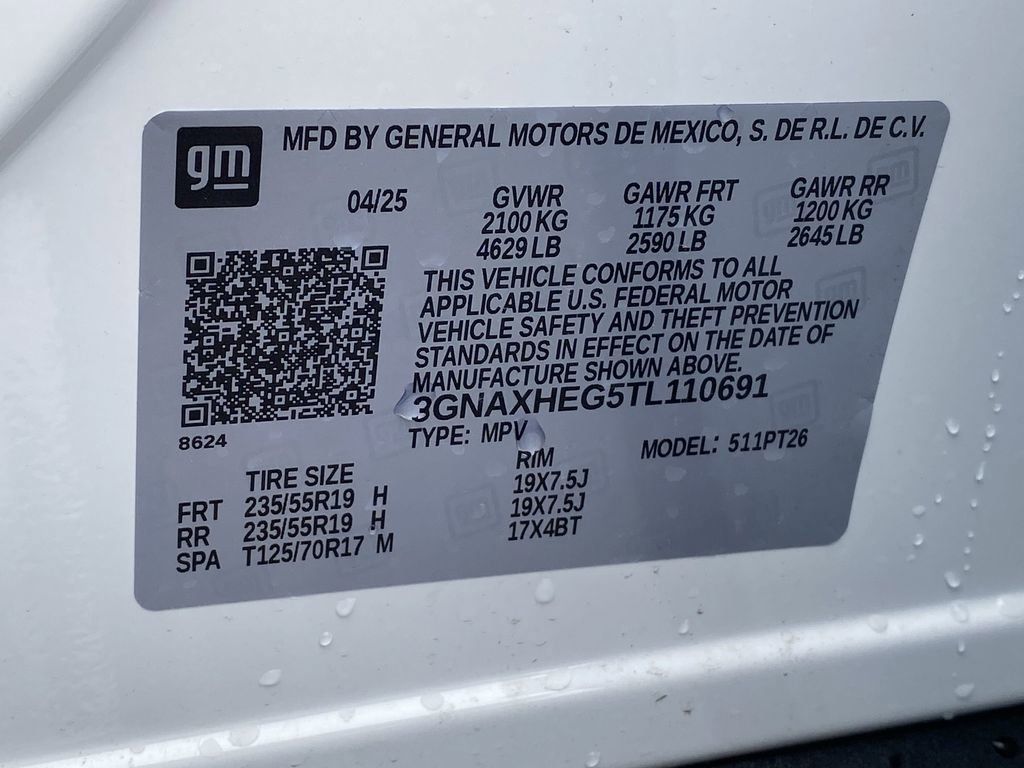 gm
MFD BY GENERAL MOTORS DE MEXICO, S. DE R.L. DE C.V.
04/25 GVWR GAWR FRT GAWR RR
2100 KG 1175 KG 1200 KG
4629 LB 2590 LB 2645 LB
THIS VEHICLE CONFORMS TO ALL
APPLICABLE U.S. FEDERAL MOTOR
VEHICLE SAFETY AND THEFT PREVENTION
STANDARDS IN EFFECT ON THE DATE OF
MANUFACTURE SHOWN ABOVE.
3GNAXHEG5TL110691
8624
TYPE: MPV MODEL: 511PT26
TIRE SIZE RIM
FRT 235/55R19 H 19X7.5J
RR 235/55R19 H 19X7.5J
SPA T125/70R17 M 17X4BT